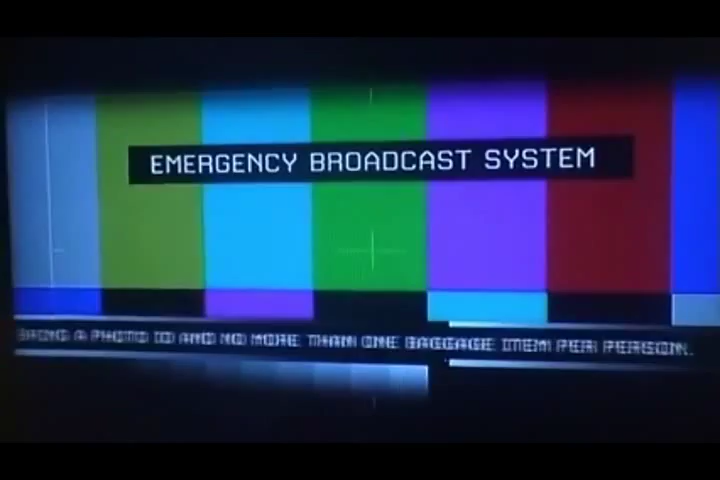 EMERGENCY BROADCAST SYSTEM
BRING A PHOTO ID AND NO MORE THAN ONE BAGGAGE ITEM PER PERSON.